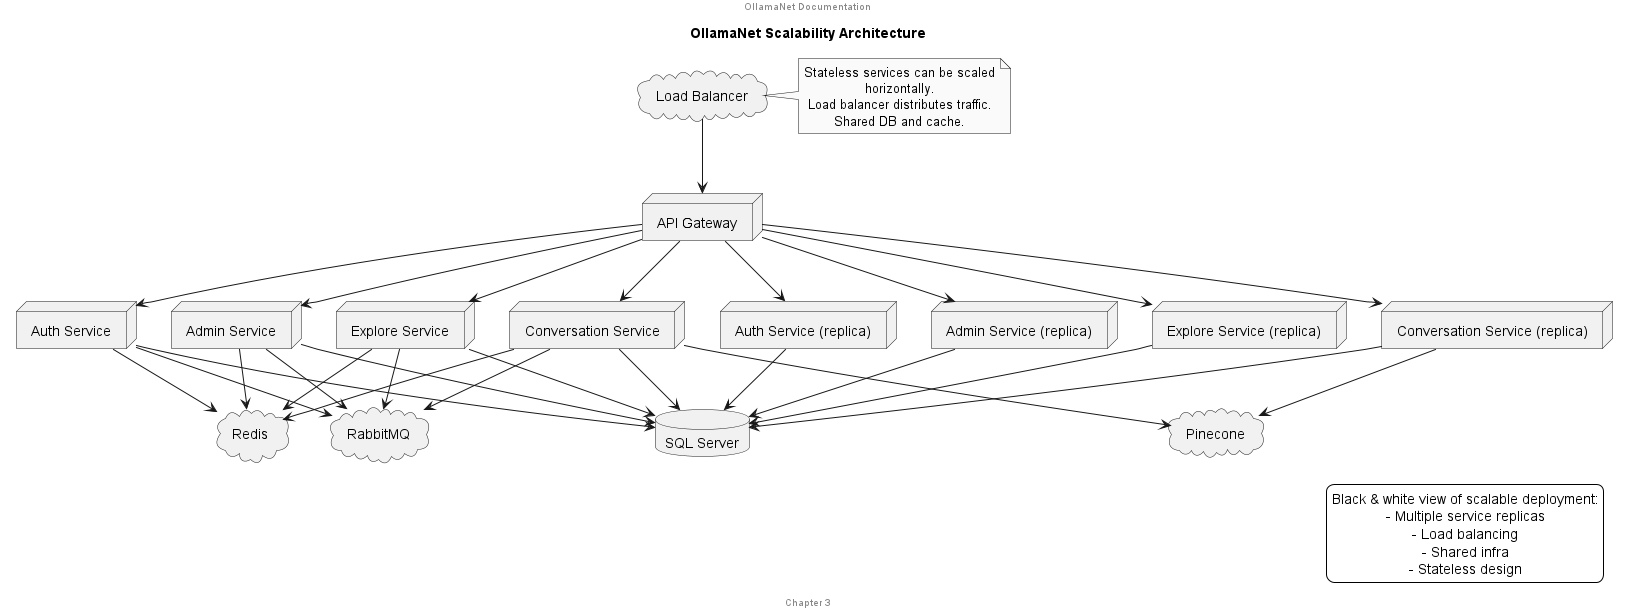 OllamaNet Documentation
OllamaNet Scalability Architecture
Load Balancer
Stateless services can be scaled
horizontally.
Load balancer distributes traffic.
Shared DB and cache.
API Gateway
Auth Service
Admin Service
Explore Service
Conversation Service
Auth Service (replica)
Admin Service (replica)
Explore Service (replica)
Conversation Service (replica)
Redis
RabbitMQ
SQL Server
Pinecone
Black & white view of scalable deployment:
- Multiple service replicas
- Load balancing
- Shared infra
- Stateless design
Chapter 3